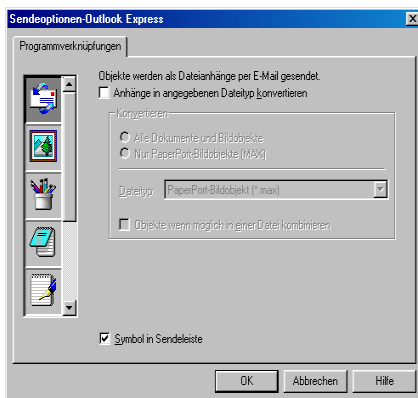 Sendeoptionen-Outlook Express
Programmverknüpfungen
Objekte werden als Dateianhänge per E-Mail gesendet.
Anhänge in angegebenen Dateityp konvertieren
Konvertieren
Alle Dokumente und Bildobjekte
Nur PaperPort-Bildobjekte (MAX)
Dateityp: PaperPort-Bildobjekt (*.max)
Objekte wenn möglich in einer Datei kombinieren
Symbol in Sendeleiste
OK Abbrechen Hilfe